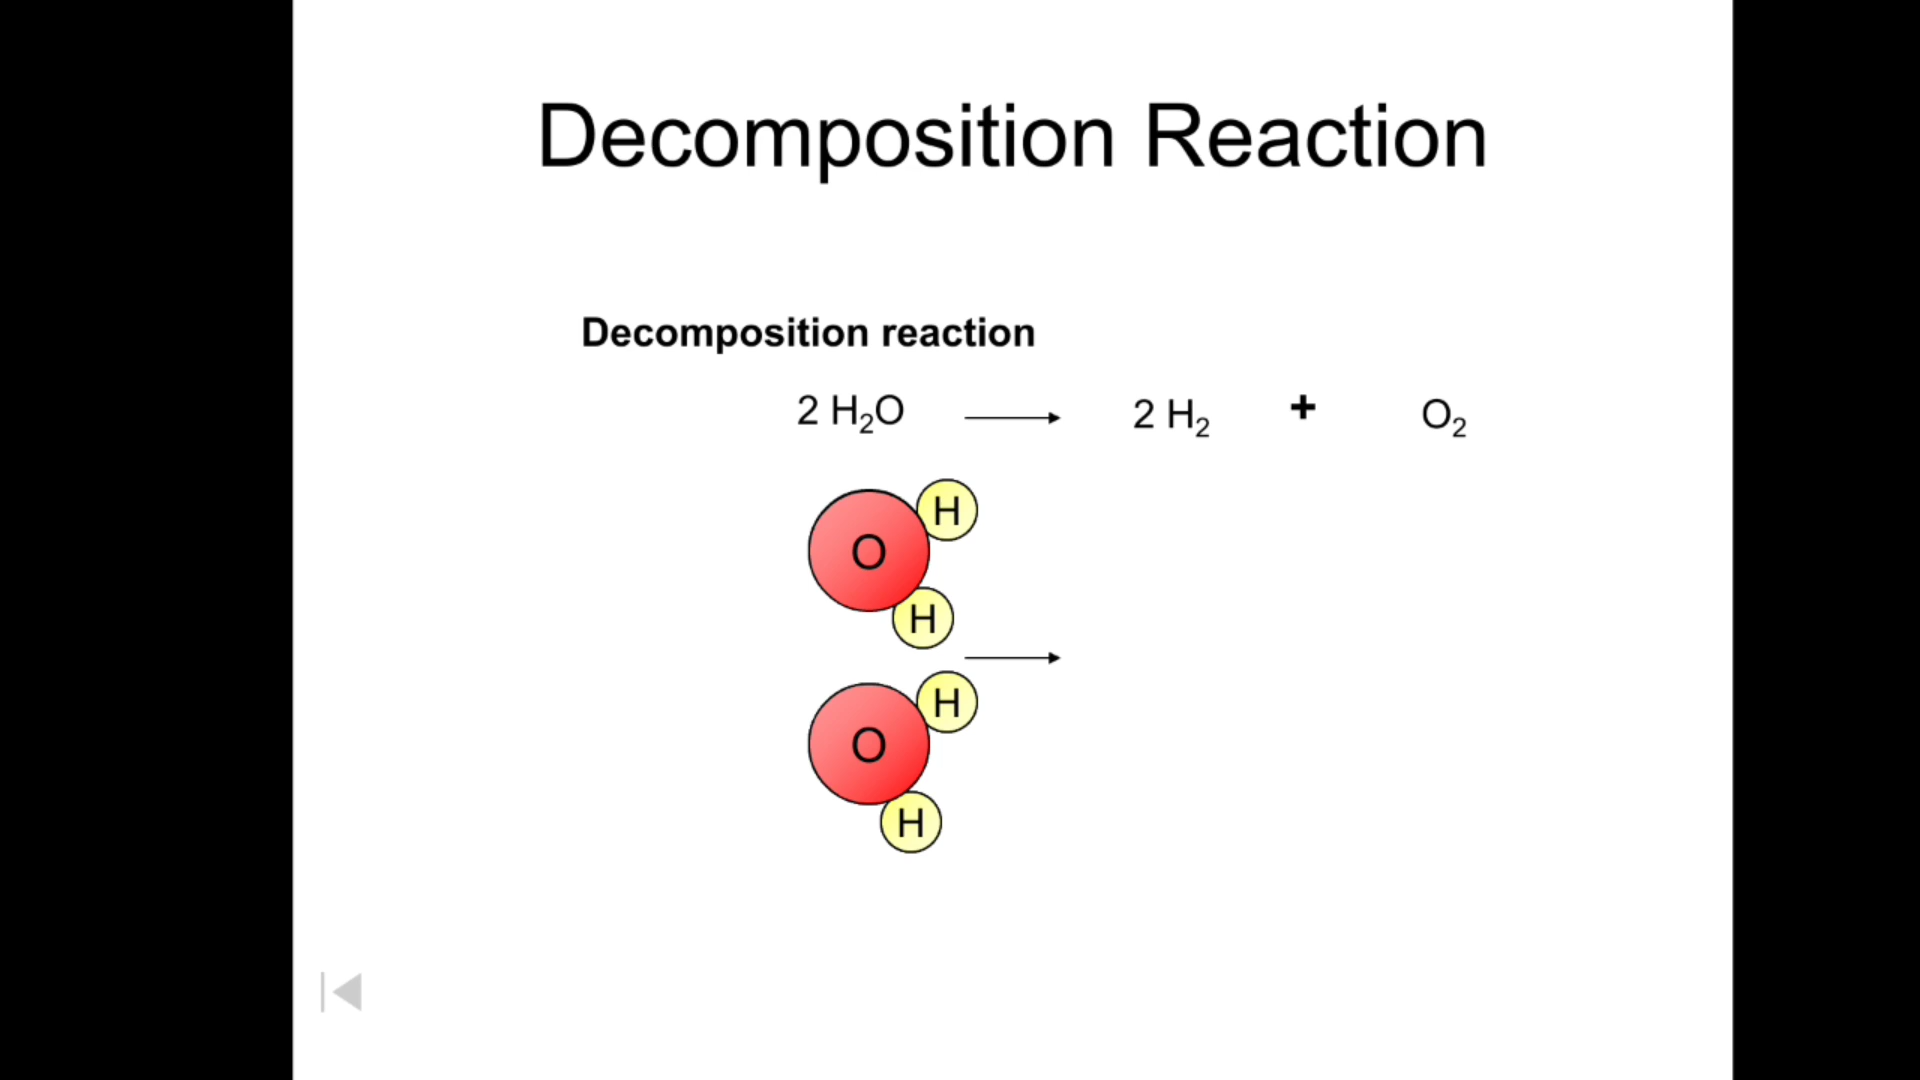 Decomposition Reaction
Decomposition reaction
2 H₂O → 2 H₂ + O₂
H
O
H
→
H
O
H